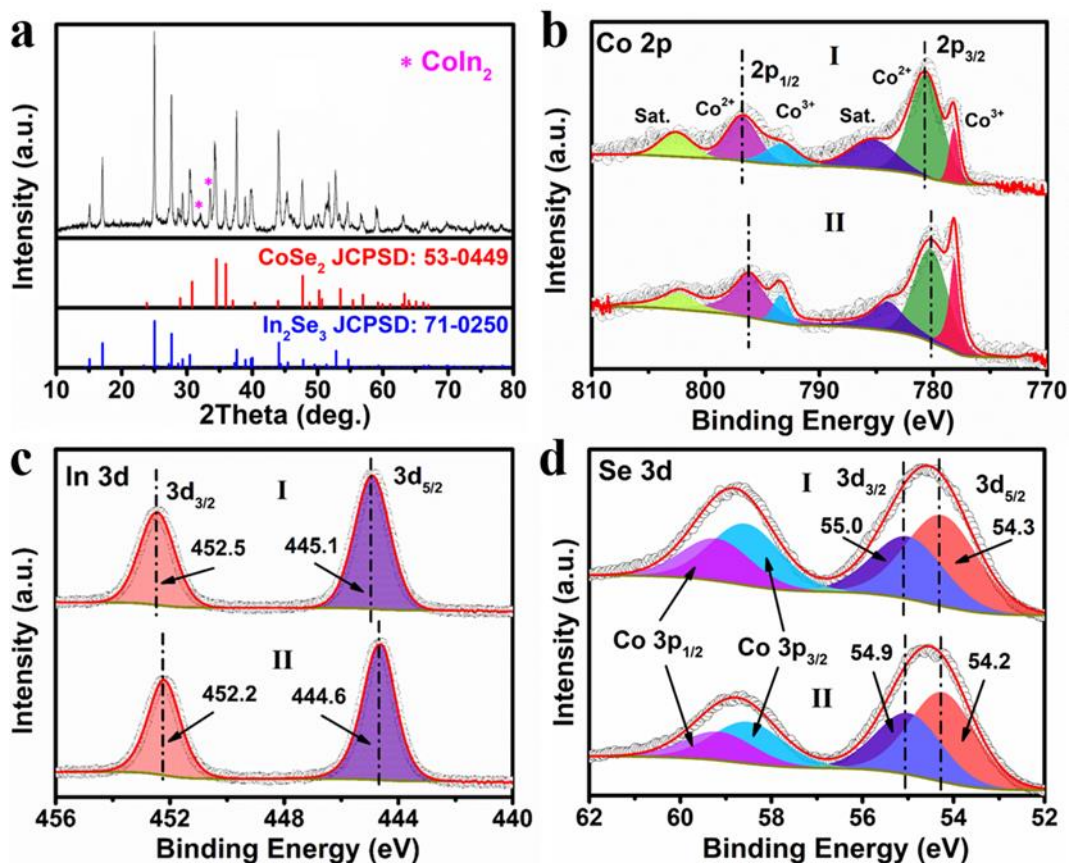 a
* CoIn₂
CoSe₂ JCPSD: 53-0449
In₂Se₃ JCPSD: 71-0250
Intensity (a.u.)
10 20 30 40 50 60 70 80
2Theta (deg.)
b
Co 2p
I
2p₁/₂
2p₃/₂
Co²⁺
Sat.
Co²⁺
Co³⁺
Sat.
Co³⁺
II
Intensity (a.u.)
810 800 790 780 770
Binding Energy (eV)
c
In 3d
3d₃/₂
I
3d₅/₂
452.5
445.1
II
452.2
444.6
Intensity (a.u.)
456 452 448 444 440
Binding Energy (eV)
d
Se 3d
I
3d₃/₂
3d₅/₂
55.0
54.3
Co 3p₁/₂
Co 3p₃/₂
54.9
54.2
II
Intensity (a.u.)
62 60 58 56 54 52
Binding Energy (eV)